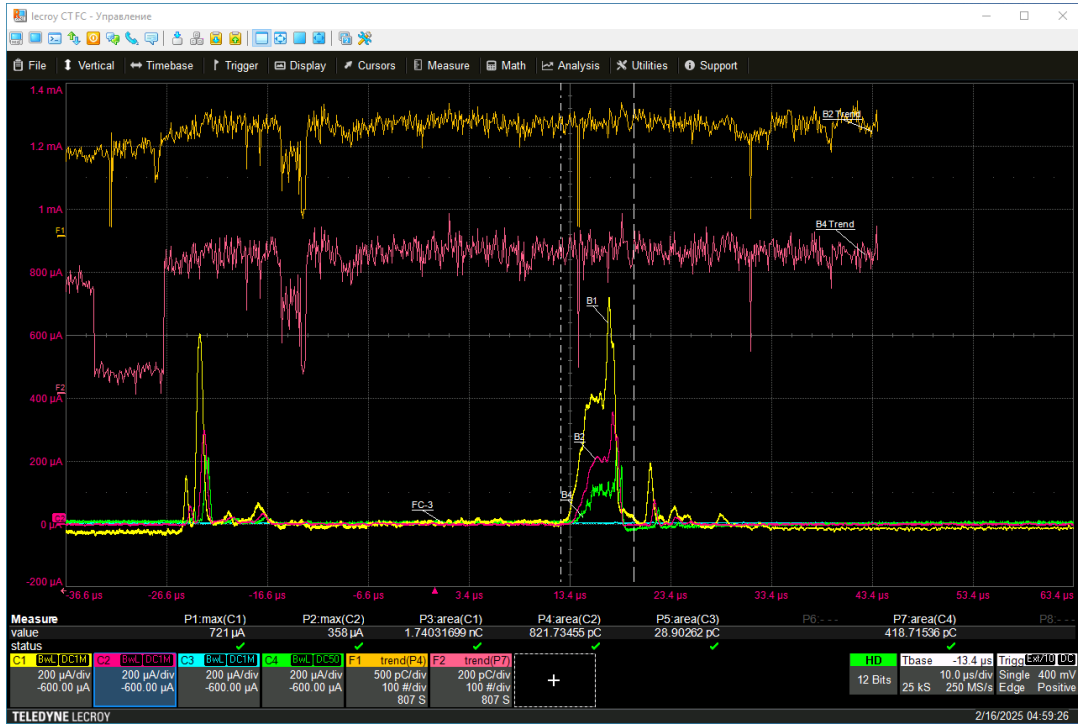 lecroy CT FC - Управление
File Vertical Timebase Trigger Display Cursors Measure Math Analysis Utilities Support
1.4 mA
B2 Trend
1.2 mA
1 mA
F1
B4 Trend
800 µA
B1
600 µA
F2
400 µA
B2
200 µA
B4
FC-3
0 µA
-200 µA
-36.6 µs -26.6 µs -16.6 µs -6.6 µs 3.4 µs 13.4 µs 23.4 µs 33.4 µs 43.4 µs 53.4 µs 63.4 µs
Measure P1:max(C1) P2:max(C2) P3:area(C1) P4:area(C2) P5:area(C3) P6:- - - P7:area(C4) P8:- - -
value 721 µA 358 µA 1.74031699 nC 821.73455 pC 28.90262 pC 418.71536 pC
status
C1 BwL DC1M C2 BwL DC1M C3 BwL DC1M C4 BwL DC50 F1 trend(P4) F2 trend(P7) HD Tbase -13.4 µs Trigg Ext/10 DC
200 µA/div 200 µA/div 200 µA/div 200 µA/div 500 pC/div 200 pC/div 12 Bits 10.0 µs/div Single 400 mV
-600.00 µA -600.00 µA -600.00 µA -600.00 µA 100 #/div 100 #/div + 25 kS 250 MS/s Edge Positive
807 S 807 S
TELEDYNE LECROY 2/16/2025 04:59:26